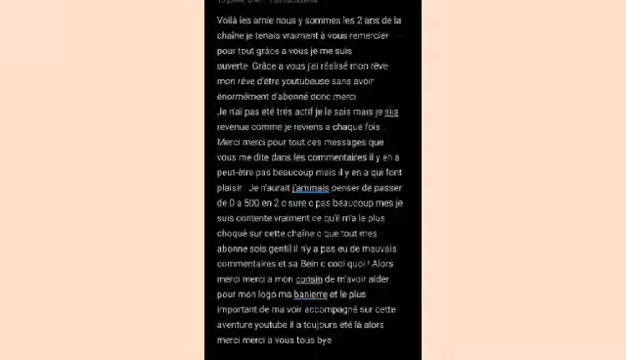 Voilà les amie nous y sommes les 2 ans de la
chaîne je tenais vraiment à vous remercier
pour tout grâce a vous je me suis
ouverte. Grâce a vous j'ai réalisé mon rêve
mon rêve d'être youtubeuse sans avoir
énormément d'abonné donc merci
Je n'ai pas été très actif je le sais mais je siis
revenue comme je reviens a chaque fois .
Merci merci pour tout ces messages que
vous me dite dans les commentaires il y en a
peut-être pas beaucoup mais il y en a qui font
plaisir . Je n'aurait j'ammais penser de passer
de 0 a 500 en 2 c sure c pas beaucoup mes je
suis contente vraiment ce qu'il m'a le plus
choqué sur cette chaîne c que tout mes
abonne sois gentil il n'y a pas eu de mauvais
commentaires et sa Bein c cool quoi ! Alors
merci merci a mon consin de m'avoir aider
pour mon logo ma banierre et le plus
important de ma voir accompagné sur cette
aventure youtube il a toujours été là alors
merci merci a vous tous bye